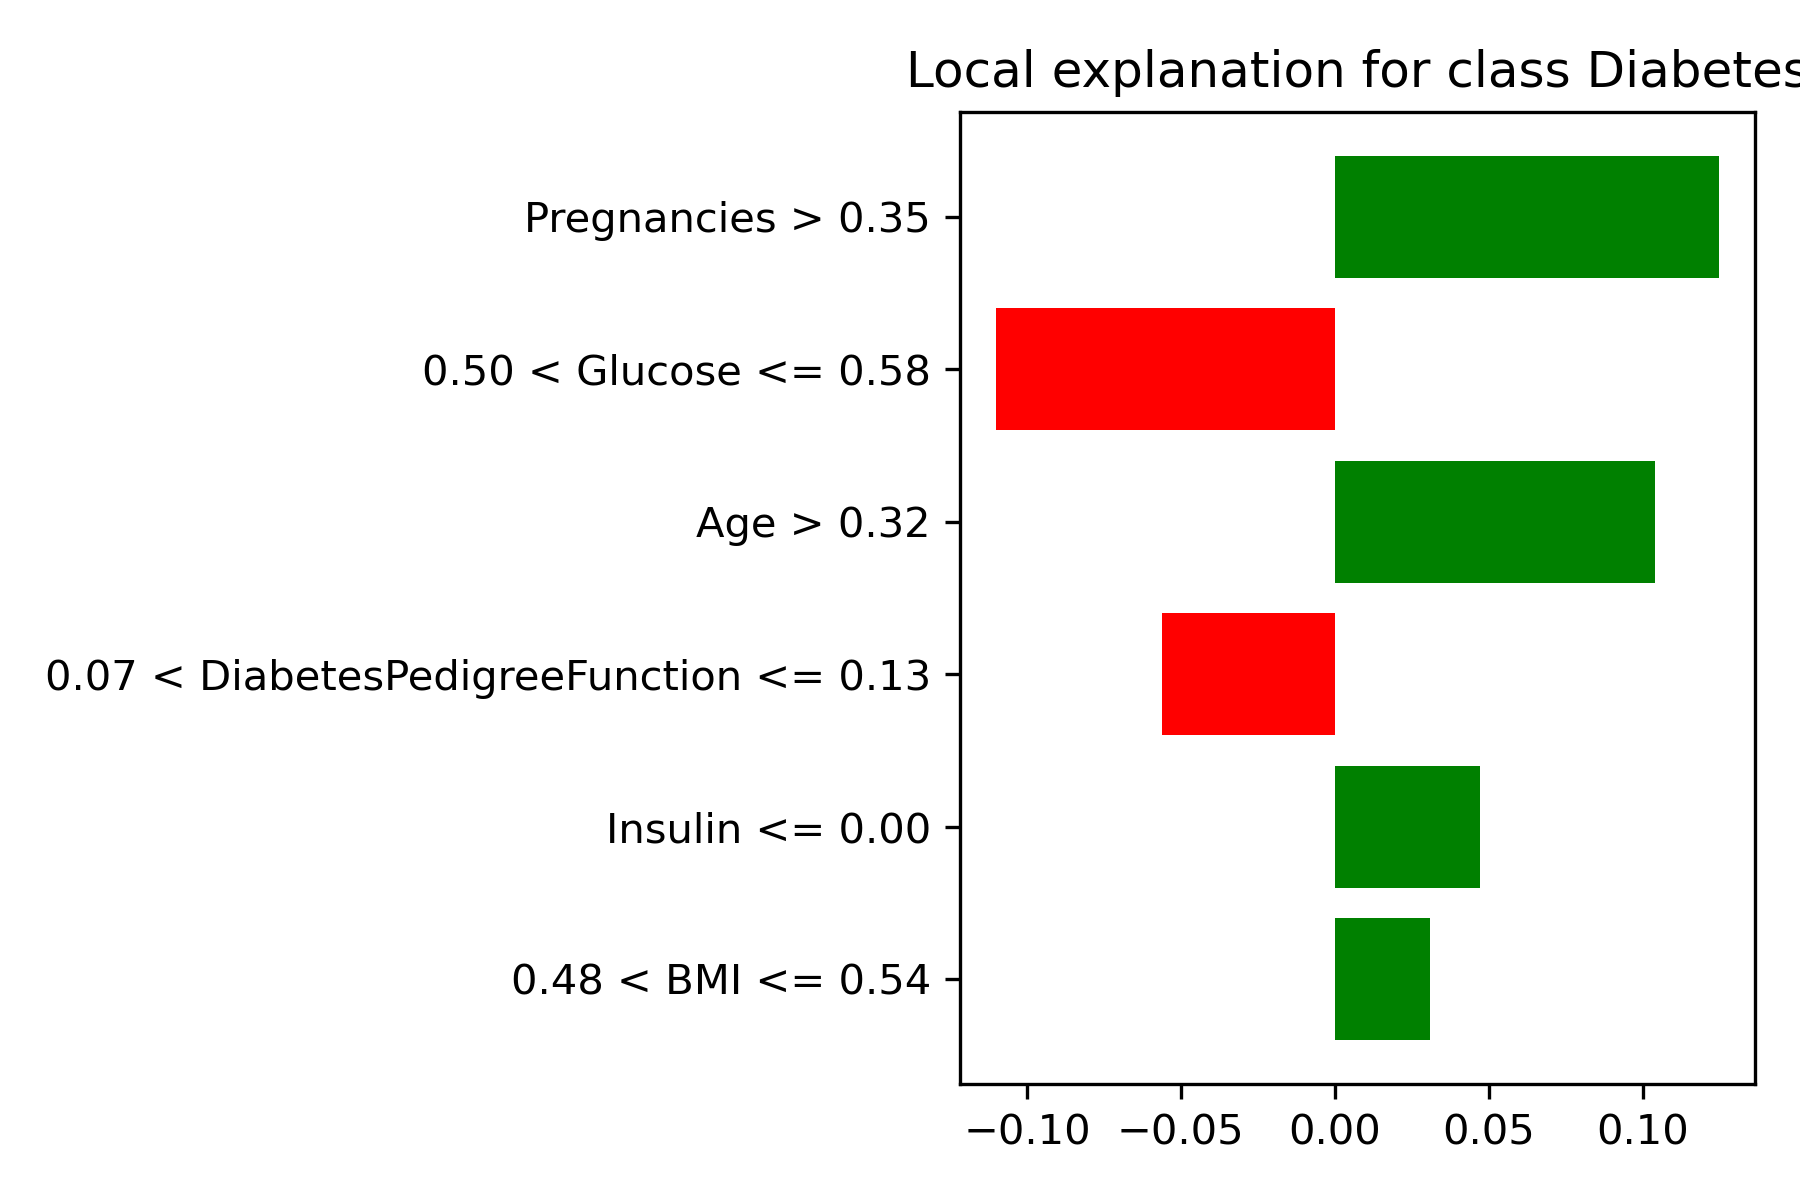 Local explanation for class Diabetes
Pregnancies > 0.35
0.50 < Glucose <= 0.58
Age > 0.32
0.07 < DiabetesPedigreeFunction <= 0.13
Insulin <= 0.00
0.48 < BMI <= 0.54
−0.10 −0.05 0.00 0.05 0.10